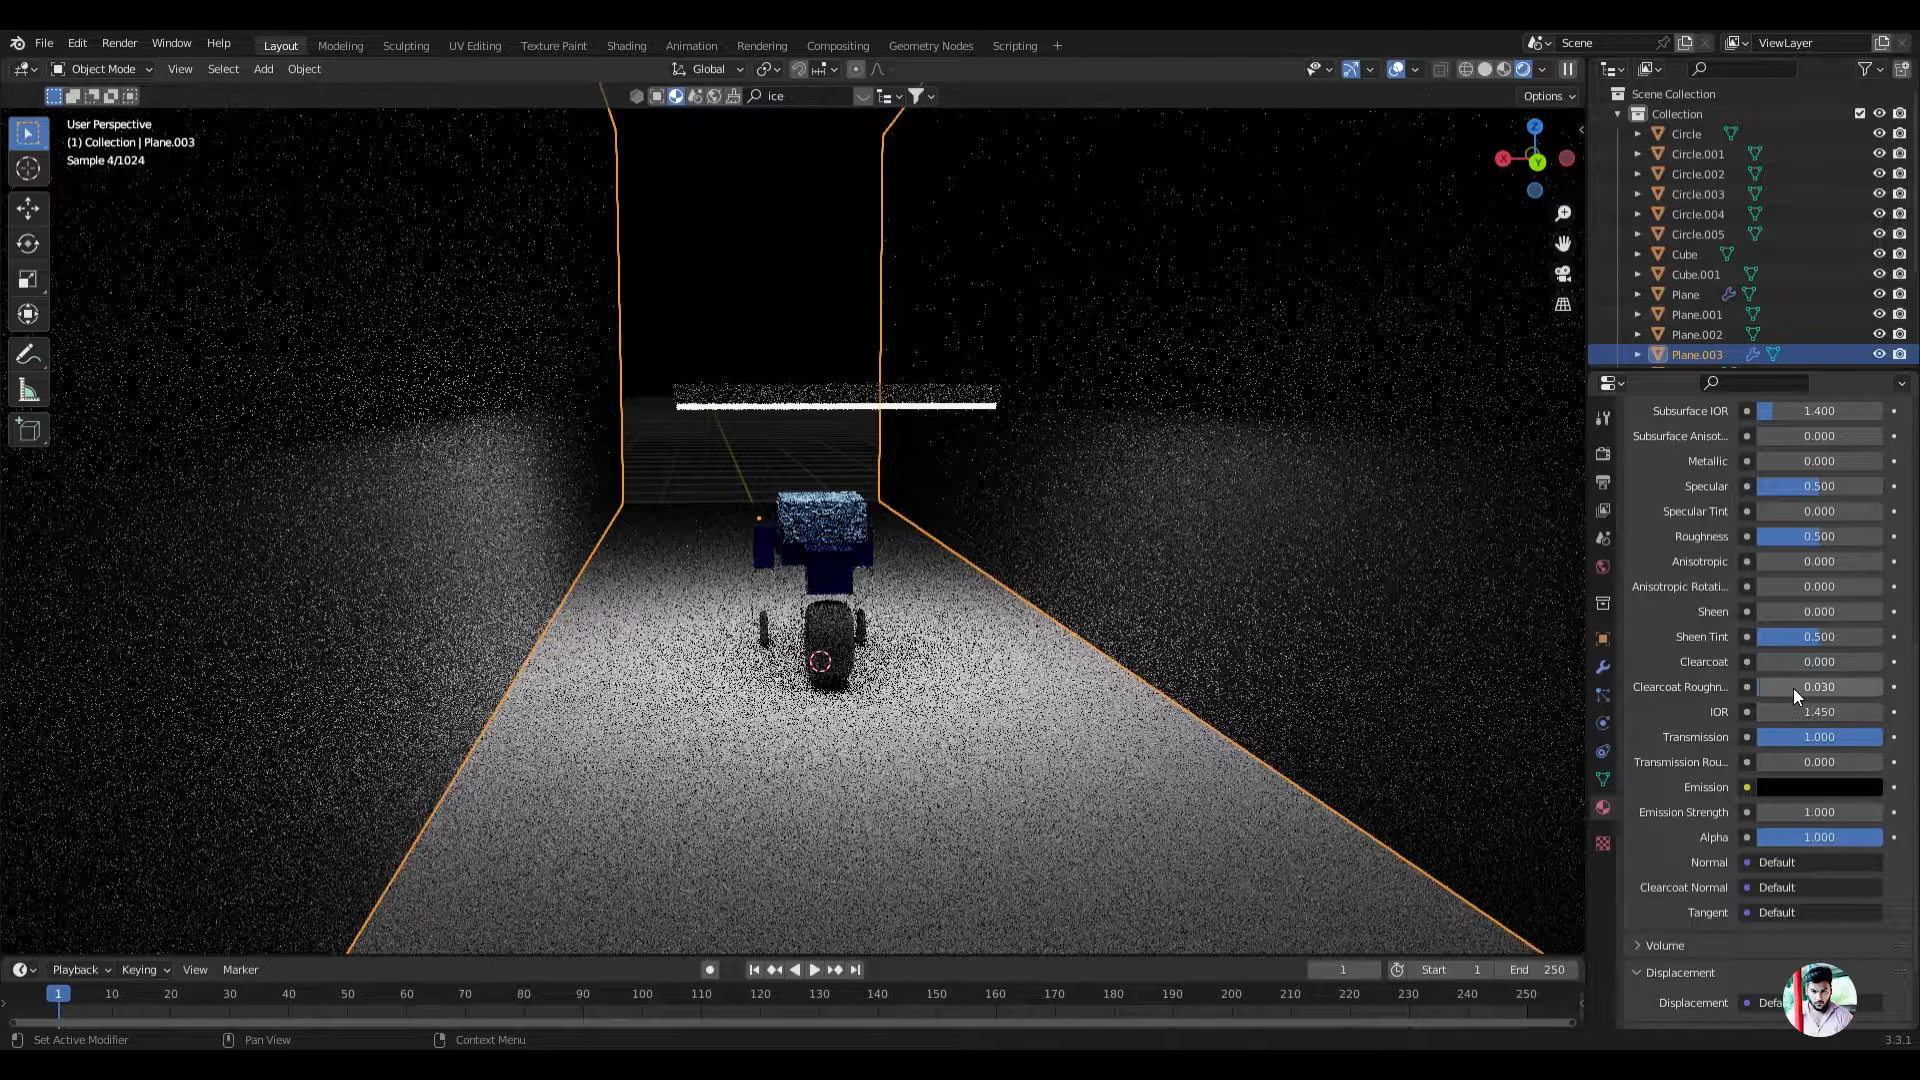 File Edit Render Window Help Layout Modeling Sculpting UV Editing Texture Paint Shading Animation Rendering Compositing Geometry Nodes Scripting + Scene ViewLayer
Object Mode View Select Add Object Global
ice Options
User Perspective
(1) Collection | Plane.003
Sample 4/1024
Z
X
Y
Scene Collection
Collection
Circle
Circle.001
Circle.002
Circle.003
Circle.004
Circle.005
Cube
Cube.001
Plane
Plane.001
Plane.002
Plane.003
Subsurface IOR 1.400
Subsurface Anisot... 0.000
Metallic 0.000
Specular 0.500
Specular Tint 0.000
Roughness 0.500
Anisotropic 0.000
Anisotropic Rotati... 0.000
Sheen 0.000
Sheen Tint 0.500
Clearcoat 0.000
Clearcoat Roughn... 0.030
IOR 1.450
Transmission 1.000
Transmission Rou... 0.000
Emission
Emission Strength 1.000
Alpha 1.000
Normal Default
Clearcoat Normal Default
Tangent Default
Volume
Displacement
Displacement Defa
Playback Keying View Marker 1 Start 1 End 250
1 10 20 30 40 50 60 70 80 90 100 110 120 130 140 150 160 170 180 190 200 210 220 230 240 250
Set Active Modifier Pan View Context Menu 3.3.1